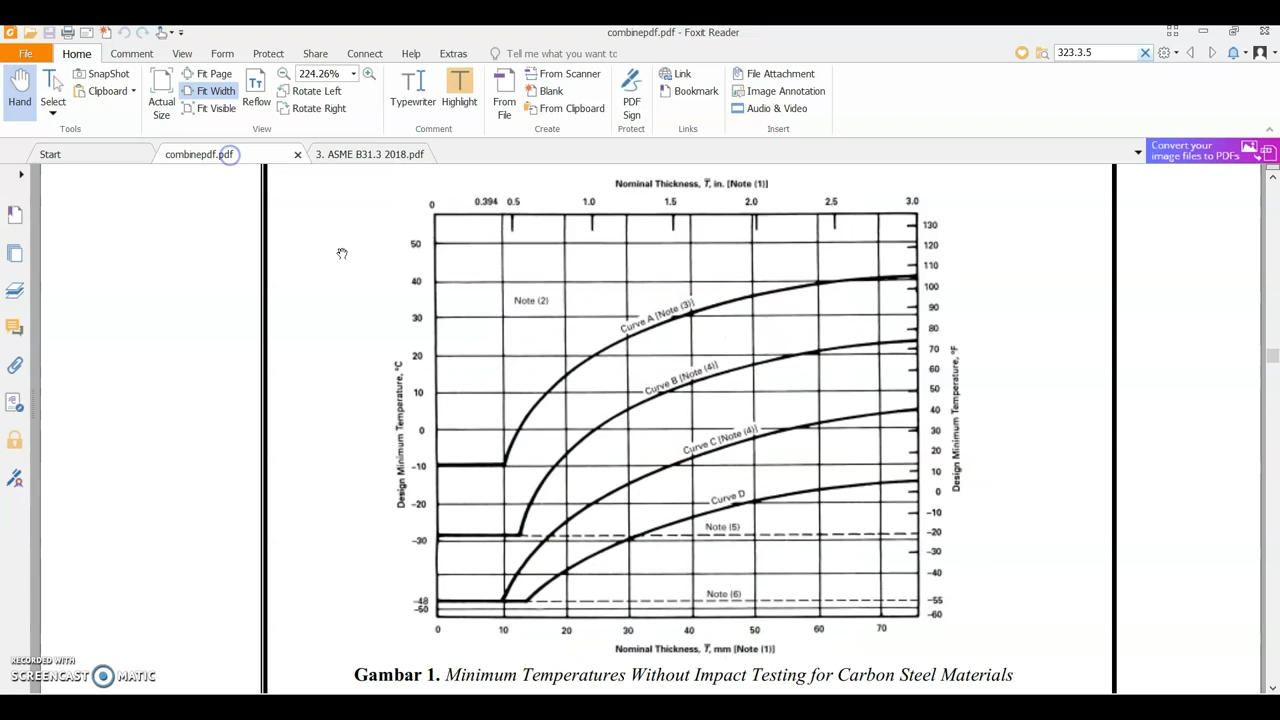 combinepdf.pdf - Foxit Reader
File Home Comment View Form Protect Share Connect Help Extras Tell me what you want to 323.3.5
Hand
Select
SnapShot
Clipboard
Tools
Actual Size
Fit Page
Fit Width
Fit Visible
Reflow
224.26%
Rotate Left
Rotate Right
View
Typewriter
Highlight
Comment
From File
From Scanner
Blank
From Clipboard
Create
PDF Sign
Protect
Link
Bookmark
Links
File Attachment
Image Annotation
Audio & Video
Insert
Start combinepdf.pdf 3. ASME B31.3 2018.pdf
Convert your
image files to PDFs
Nominal Thickness, T̅, in. [Note (1)]
0 0.394 0.5 1.0 1.5 2.0 2.5 3.0
Design Minimum Temperature, °C
50
40
30
20
10
0
-10
-20
-30
-48
-50
Note (2)
Curve A [Note (3)]
Curve B [Note (4)]
Curve C [Note (4)]
Curve D
Note (5)
Note (6)
130
120
110
100
90
80
70
60
50
40
30
20
10
0
-10
-20
-30
-40
-55
-60
Design Minimum Temperature, °F
0 10 20 30 40 50 60 70
Nominal Thickness, T̅, mm [Note (1)]
Gambar 1. Minimum Temperatures Without Impact Testing for Carbon Steel Materials
RECORDED WITH
SCREENCAST MATIC